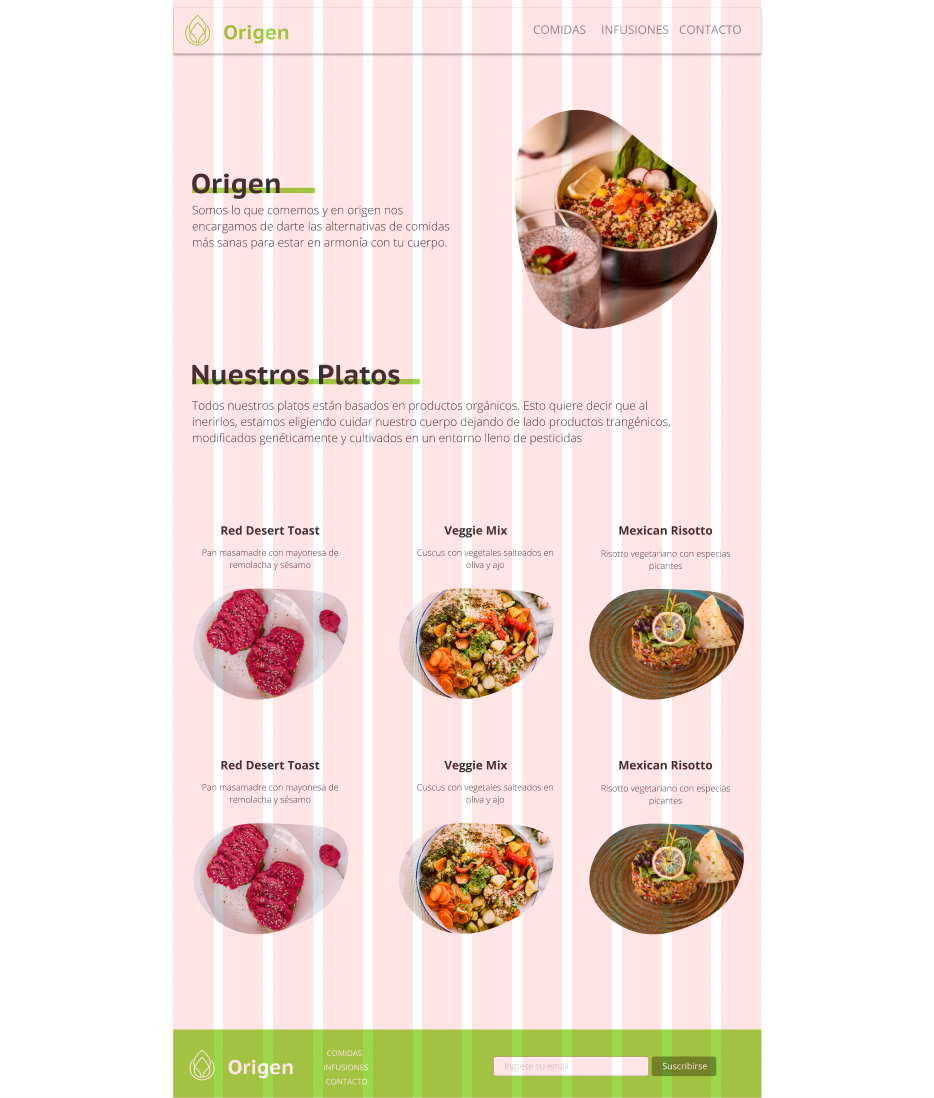 Origen
COMIDAS INFUSIONES CONTACTO
Origen
Somos lo que comemos y en origen nos
encargamos de darte las alternativas de comidas
más sanas para estar en armonía con tu cuerpo.
Nuestros Platos
Todos nuestros platos están basados en productos orgánicos. Esto quiere decir que al
inerirlos, estamos eligiendo cuidar nuestro cuerpo dejando de lado productos trangénicos,
modificados genéticamente y cultivados en un entorno lleno de pesticidas
Red Desert Toast
Pan masamadre con mayonesa de
remolacha y sésamo
Veggie Mix
Cuscus con vegetales salteados en
oliva y ajo
Mexican Risotto
Risotto vegetariano con especias
picantes
Red Desert Toast
Pan masamadre con mayonesa de
remolacha y sésamo
Veggie Mix
Cuscus con vegetales salteados en
oliva y ajo
Mexican Risotto
Risotto vegetariano con especias
picantes
Origen
COMIDAS
INFUSIONES
CONTACTO
Ingrese su email
Suscribirse